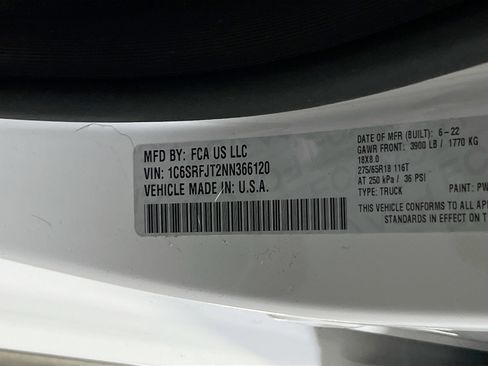 MFD BY: FCA US LLC
VIN: 1C6SRFJT2NN366120
VEHICLE MADE IN: U.S.A.
DATE OF MFR (BUILT): 6-22
GAWR FRONT: 3900 LB / 1770 KG
18X8.0
275/65R18 116T
AT 250 kPa / 36 PSI
TYPE: TRUCK PAINT: PW
THIS VEHICLE CONFORMS TO ALL APP
STANDARDS IN EFFECT ON